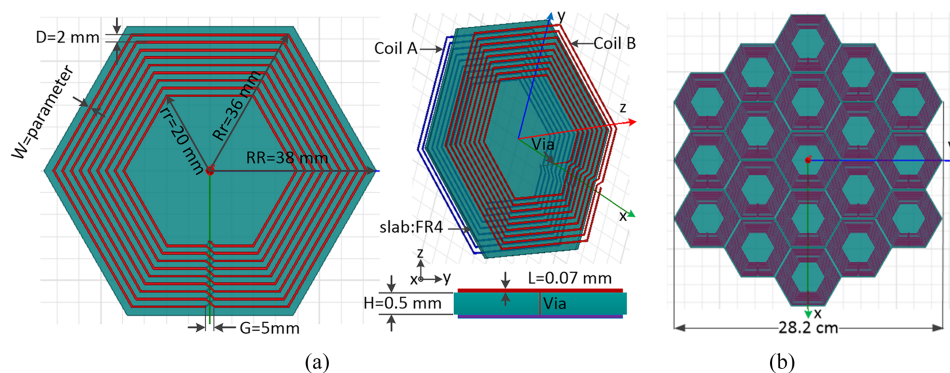 D=2 mm
W=parameter
rr=20 mm
Rr=36 mm
RR=38 mm
G=5mm
Coil A
y
Coil B
z
Via
x
slab:FR4
z
x
y
L=0.07 mm
H=0.5 mm
Via
x
28.2 cm
(a)
(b)